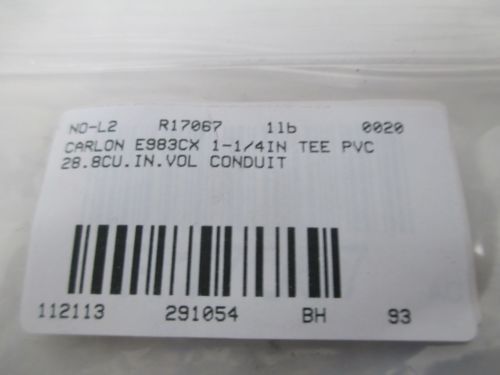 NO-L2 R17067 1lb 0020
CARLON E983CX 1-1/4IN TEE PVC
28.8CU.IN.VOL CONDUIT
112113 291054 BH 93